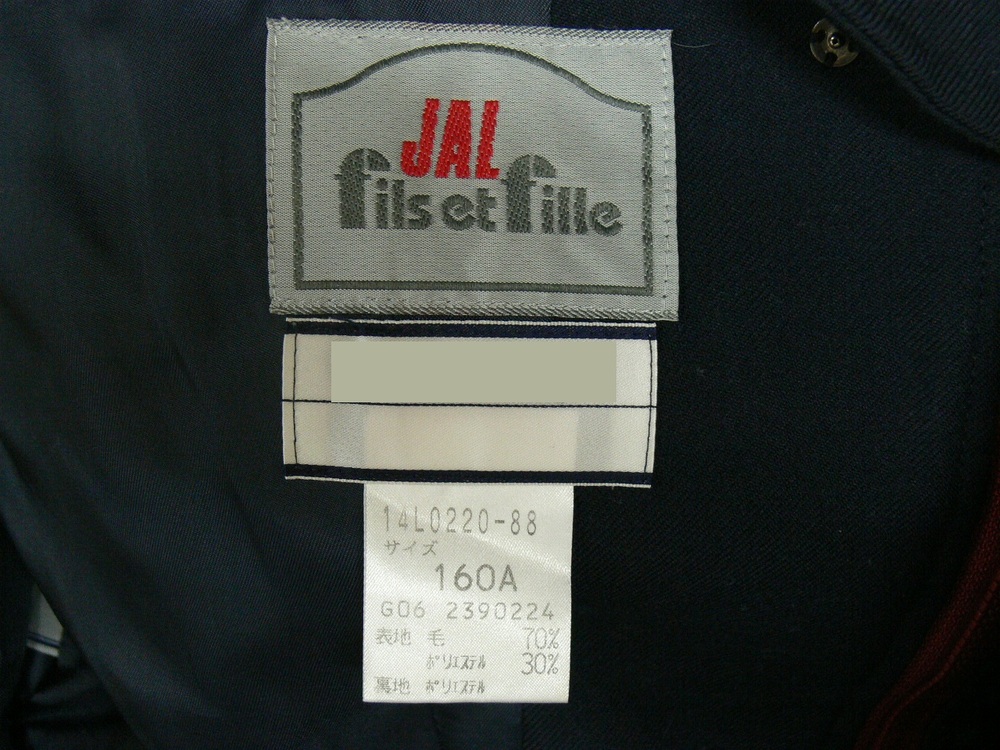 JAL
fils et fille
14L0220-88
サイズ
160A
G06 2390224
表地 毛 70%
ポリエステル 30%
裏地 ポリエステル